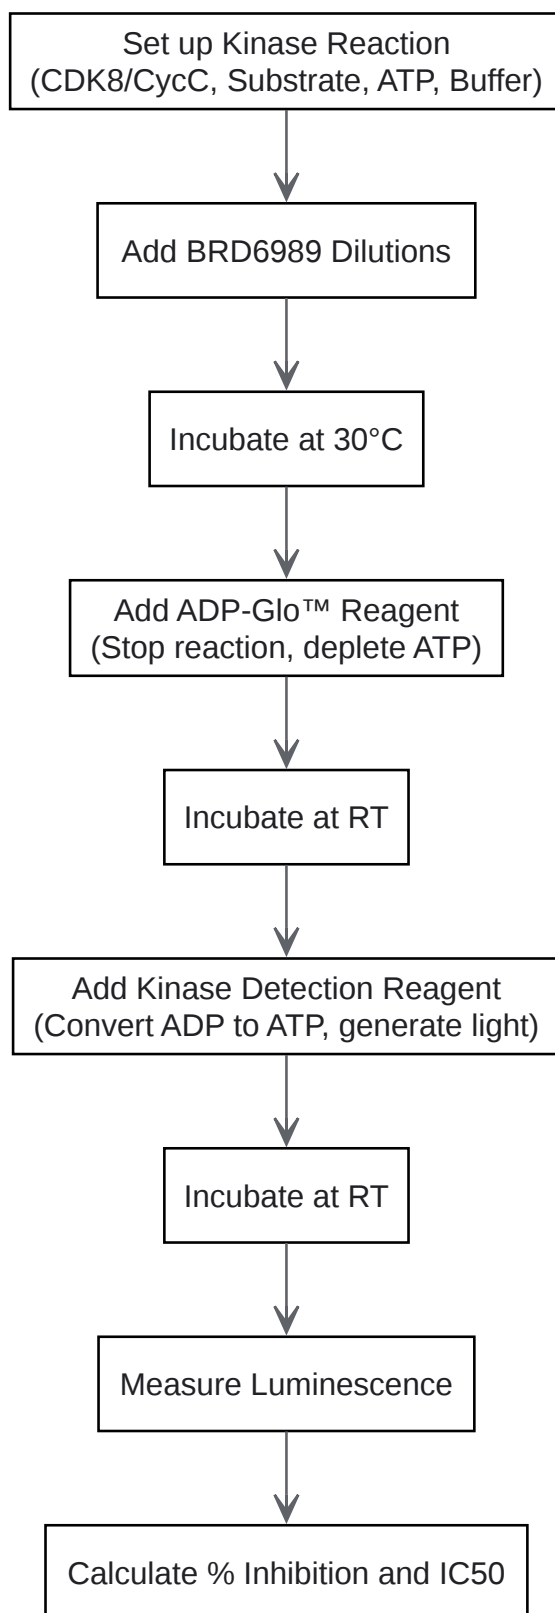 Set up Kinase Reaction
(CDK8/CycC, Substrate, ATP, Buffer)
Add BRD6989 Dilutions
Incubate at 30°C
Add ADP-Glo™ Reagent
(Stop reaction, deplete ATP)
Incubate at RT
Add Kinase Detection Reagent
(Convert ADP to ATP, generate light)
Incubate at RT
Measure Luminescence
Calculate % Inhibition and IC50